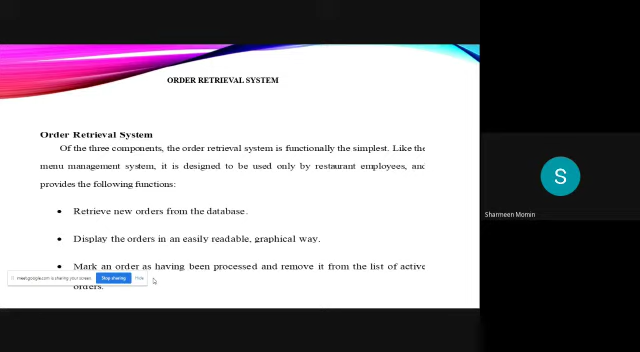 ORDER RETRIEVAL SYSTEM
Order Retrieval System
Of the three components, the order retrieval system is functionally the simplest. Like the
menu management system, it is designed to be used only by restaurant employees, and
provides the following functions:
• Retrieve new orders from the database.
• Display the orders in an easily readable, graphical way.
• Mark an order as having been processed and remove it from the list of active
orders.
meet.google.com is sharing your screen. Stop sharing Hide
S
Sharmeen Momin